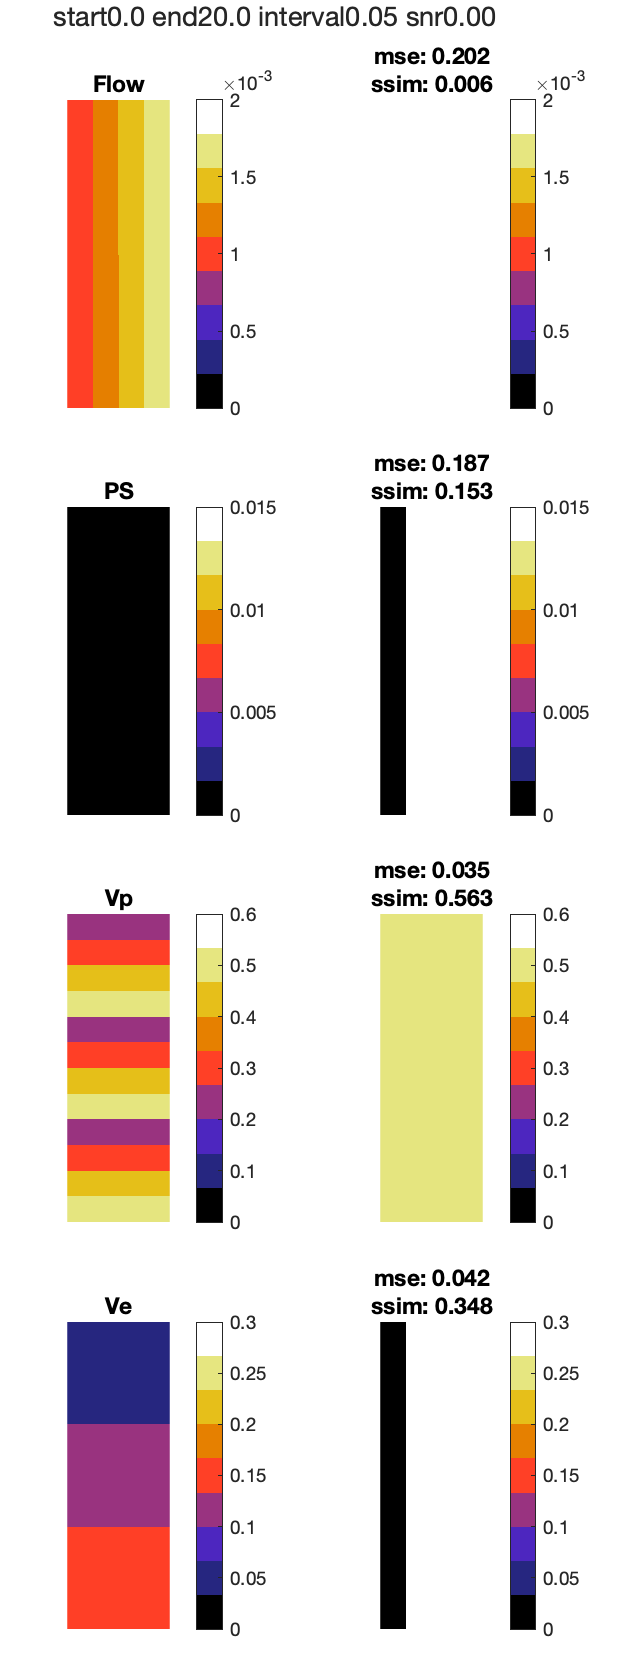 start0.0 end20.0 interval0.05 snr0.00
mse: 0.202
Flow ×10⁻³ ssim: 0.006 ×10⁻³
2 2
1.5 1.5
1 1
0.5 0.5
0 0
mse: 0.187
PS ssim: 0.153
0.015 0.015
0.01 0.01
0.005 0.005
0 0
mse: 0.035
Vp ssim: 0.563
0.6 0.6
0.5 0.5
0.4 0.4
0.3 0.3
0.2 0.2
0.1 0.1
0 0
mse: 0.042
Ve ssim: 0.348
0.3 0.3
0.25 0.25
0.2 0.2
0.15 0.15
0.1 0.1
0.05 0.05
0 0